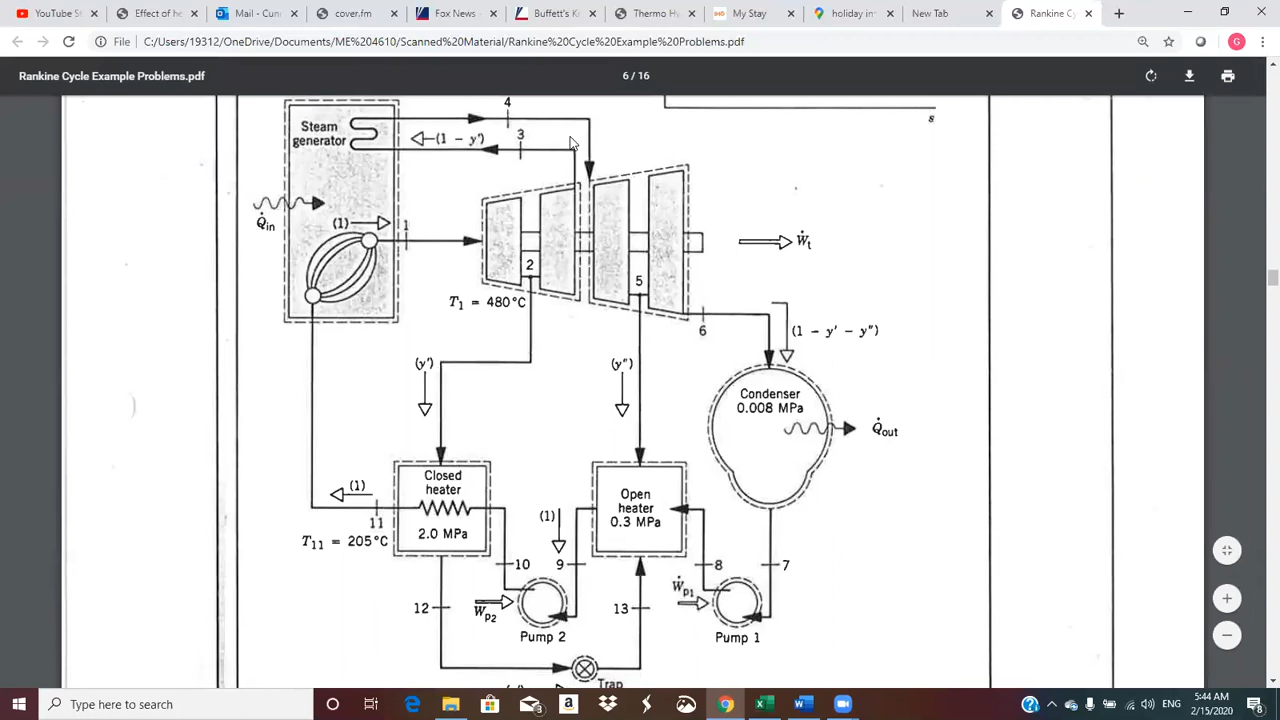 YouTube St
Effect of he
Mail - Cunn
cover.fm
FoxNews -
Buffett's Ki
Thermo Hy
My Stay
holiday in
New Tab
Rankine Cy
File
C:/Users/19312/OneDrive/Documents/ME%204610/Scanned%20Material/Rankine%20Cycle%20Example%20Problems.pdf
G
Rankine Cycle Example Problems.pdf
6 / 16
4
s
Steam
generator
(1 − y′)
3
Q̇in
(1)
1
2
Ẇt
5
T1 = 480°C
6
(1 − y′ − y″)
(y′)
(y″)
Condenser
0.008 MPa
Q̇out
Closed
heater
2.0 MPa
(1)
11
T11 = 205°C
Open
heater
0.3 MPa
(1)
10
9
8
7
12
Ẇp2
Pump 2
13
Ẇp1
Pump 1
Trap
Type here to search
5:44 AM
2/15/2020